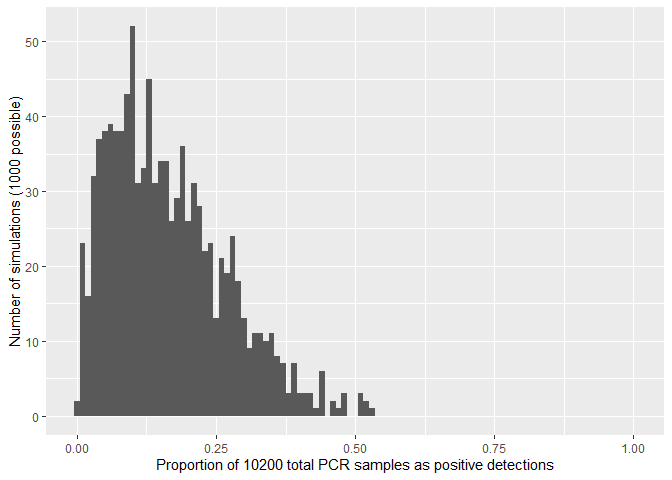 Number of simulations (1000 possible)
50
40
30
20
10
0
0.00 0.25 0.50 0.75 1.00
Proportion of 10200 total PCR samples as positive detections